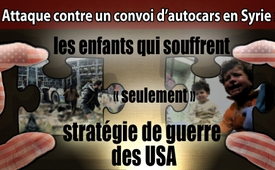 Attaque contre un convoi d'autocars en Syrie
les enfants qui souffrent
« seulement »
stratégie de guerre
des USA